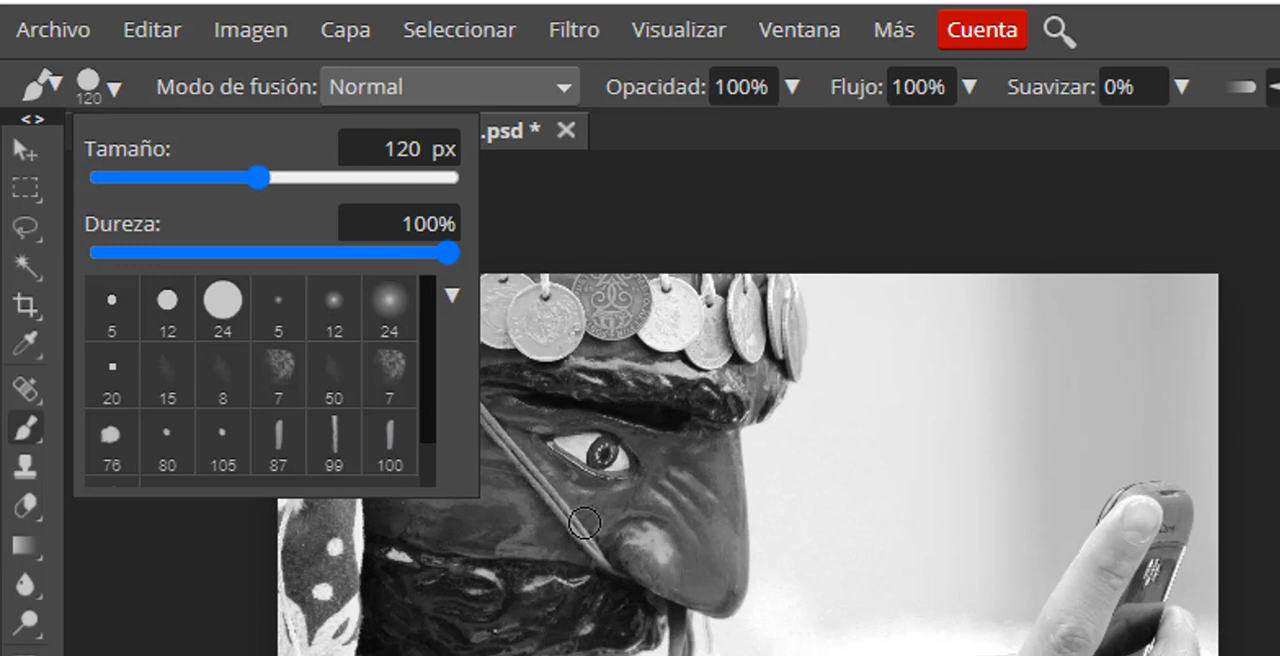 Archivo Editar Imagen Capa Seleccionar Filtro Visualizar Ventana Más Cuenta
120 Modo de fusión: Normal Opacidad: 100% Flujo: 100% Suavizar: 0%
<>
.psd *
Tamaño: 120 px
Dureza: 100%
5 12 24 5 12 24
20 15 8 7 50 7
76 80 105 87 99 100